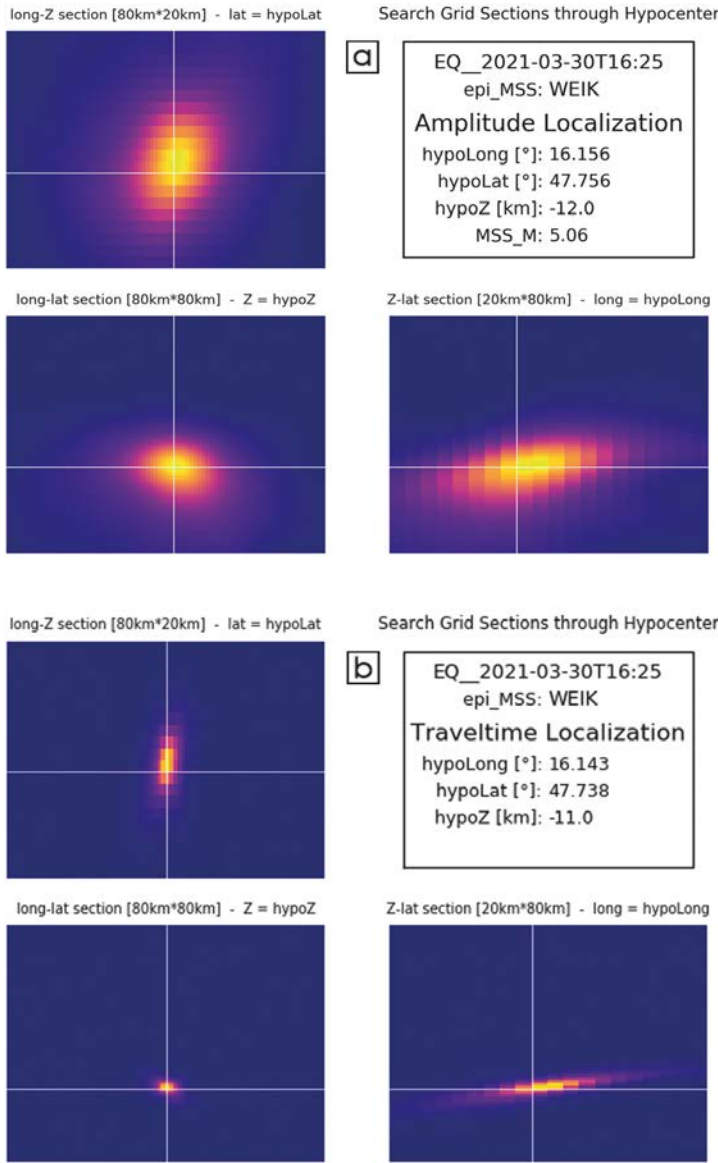 long-Z section [80km*20km] - lat = hypoLat
Search Grid Sections through Hypocenter
a
EQ__2021-03-30T16:25
epi_MSS: WEIK
Amplitude Localization
hypoLong [°]: 16.156
hypoLat [°]: 47.756
hypoZ [km]: -12.0
MSS_M: 5.06
long-lat section [80km*80km] - Z = hypoZ
Z-lat section [20km*80km] - long = hypoLong
long-Z section [80km*20km] - lat = hypoLat
Search Grid Sections through Hypocenter
b
EQ__2021-03-30T16:25
epi_MSS: WEIK
Traveltime Localization
hypoLong [°]: 16.143
hypoLat [°]: 47.738
hypoZ [km]: -11.0
long-lat section [80km*80km] - Z = hypoZ
Z-lat section [20km*80km] - long = hypoLong